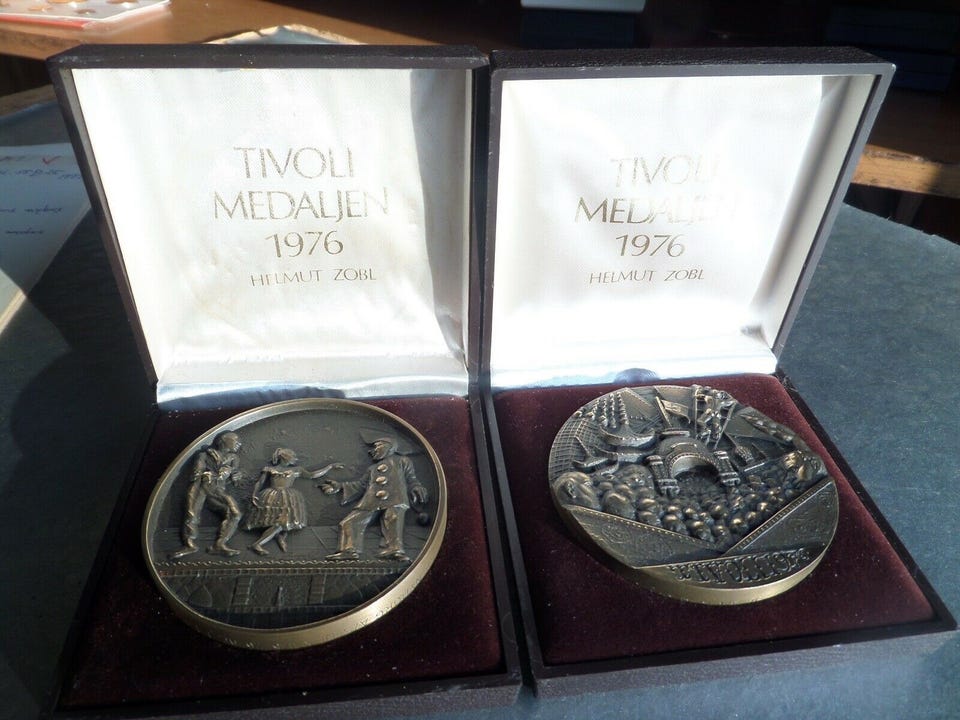 TIVOLI
MEDALJEN
1976
HELMUT ZOBL
TIVOLI
MEDALJEN
1976
HELMUT ZOBL